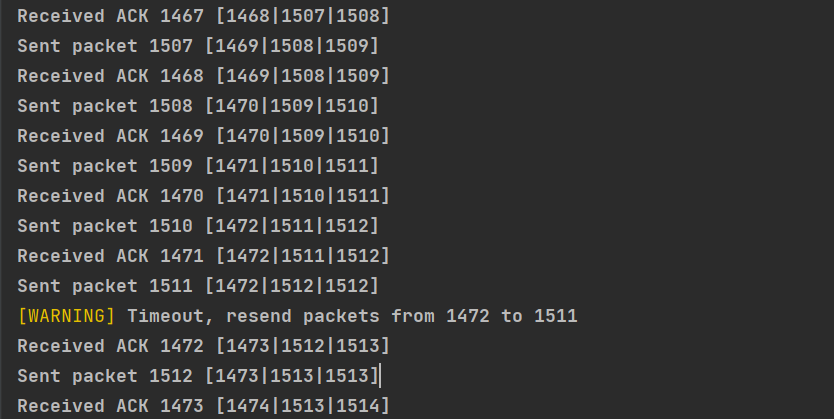 Received ACK 1467 [1468|1507|1508]
Sent packet 1507 [1469|1508|1509]
Received ACK 1468 [1469|1508|1509]
Sent packet 1508 [1470|1509|1510]
Received ACK 1469 [1470|1509|1510]
Sent packet 1509 [1471|1510|1511]
Received ACK 1470 [1471|1510|1511]
Sent packet 1510 [1472|1511|1512]
Received ACK 1471 [1472|1511|1512]
Sent packet 1511 [1472|1512|1512]
[WARNING] Timeout, resend packets from 1472 to 1511
Received ACK 1472 [1473|1512|1513]
Sent packet 1512 [1473|1513|1513]
Received ACK 1473 [1474|1513|1514]